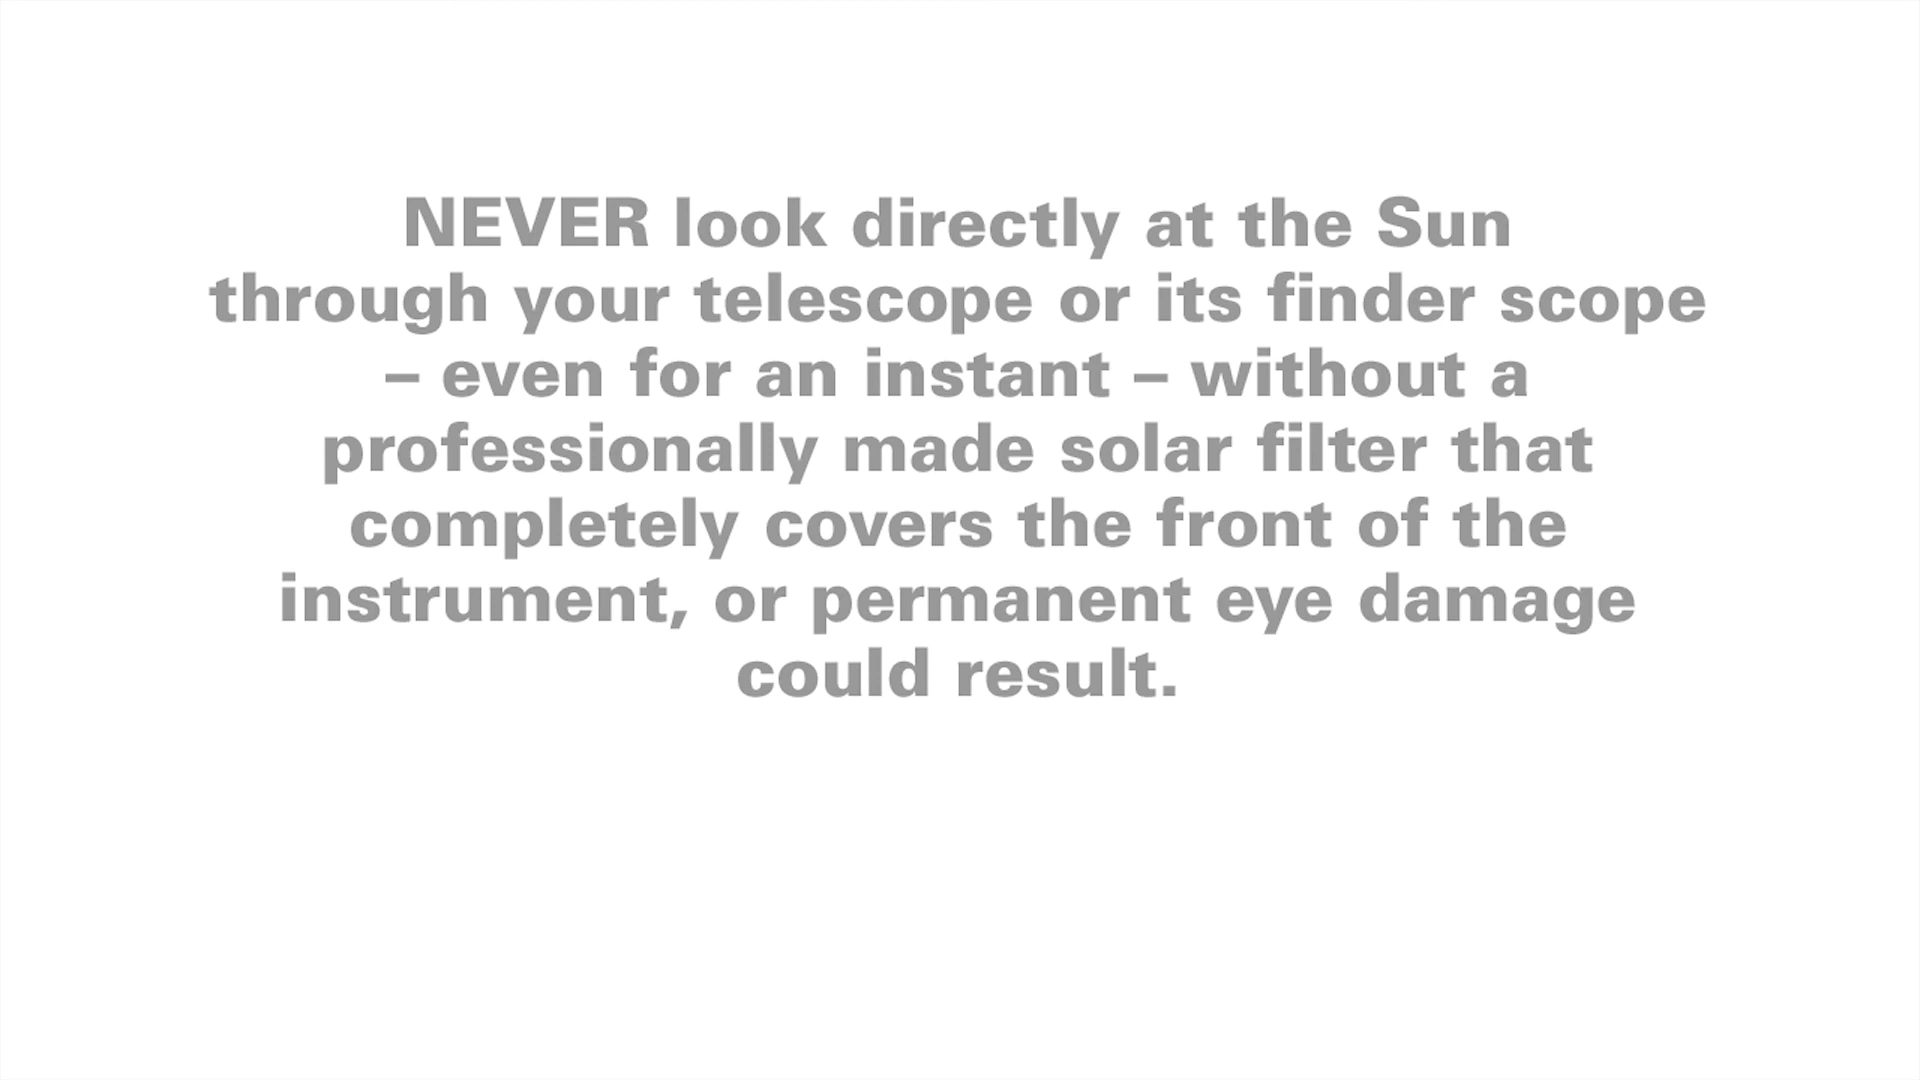 NEVER look directly at the Sun
through your telescope or its finder scope
– even for an instant – without a
professionally made solar filter that
completely covers the front of the
instrument, or permanent eye damage
could result.